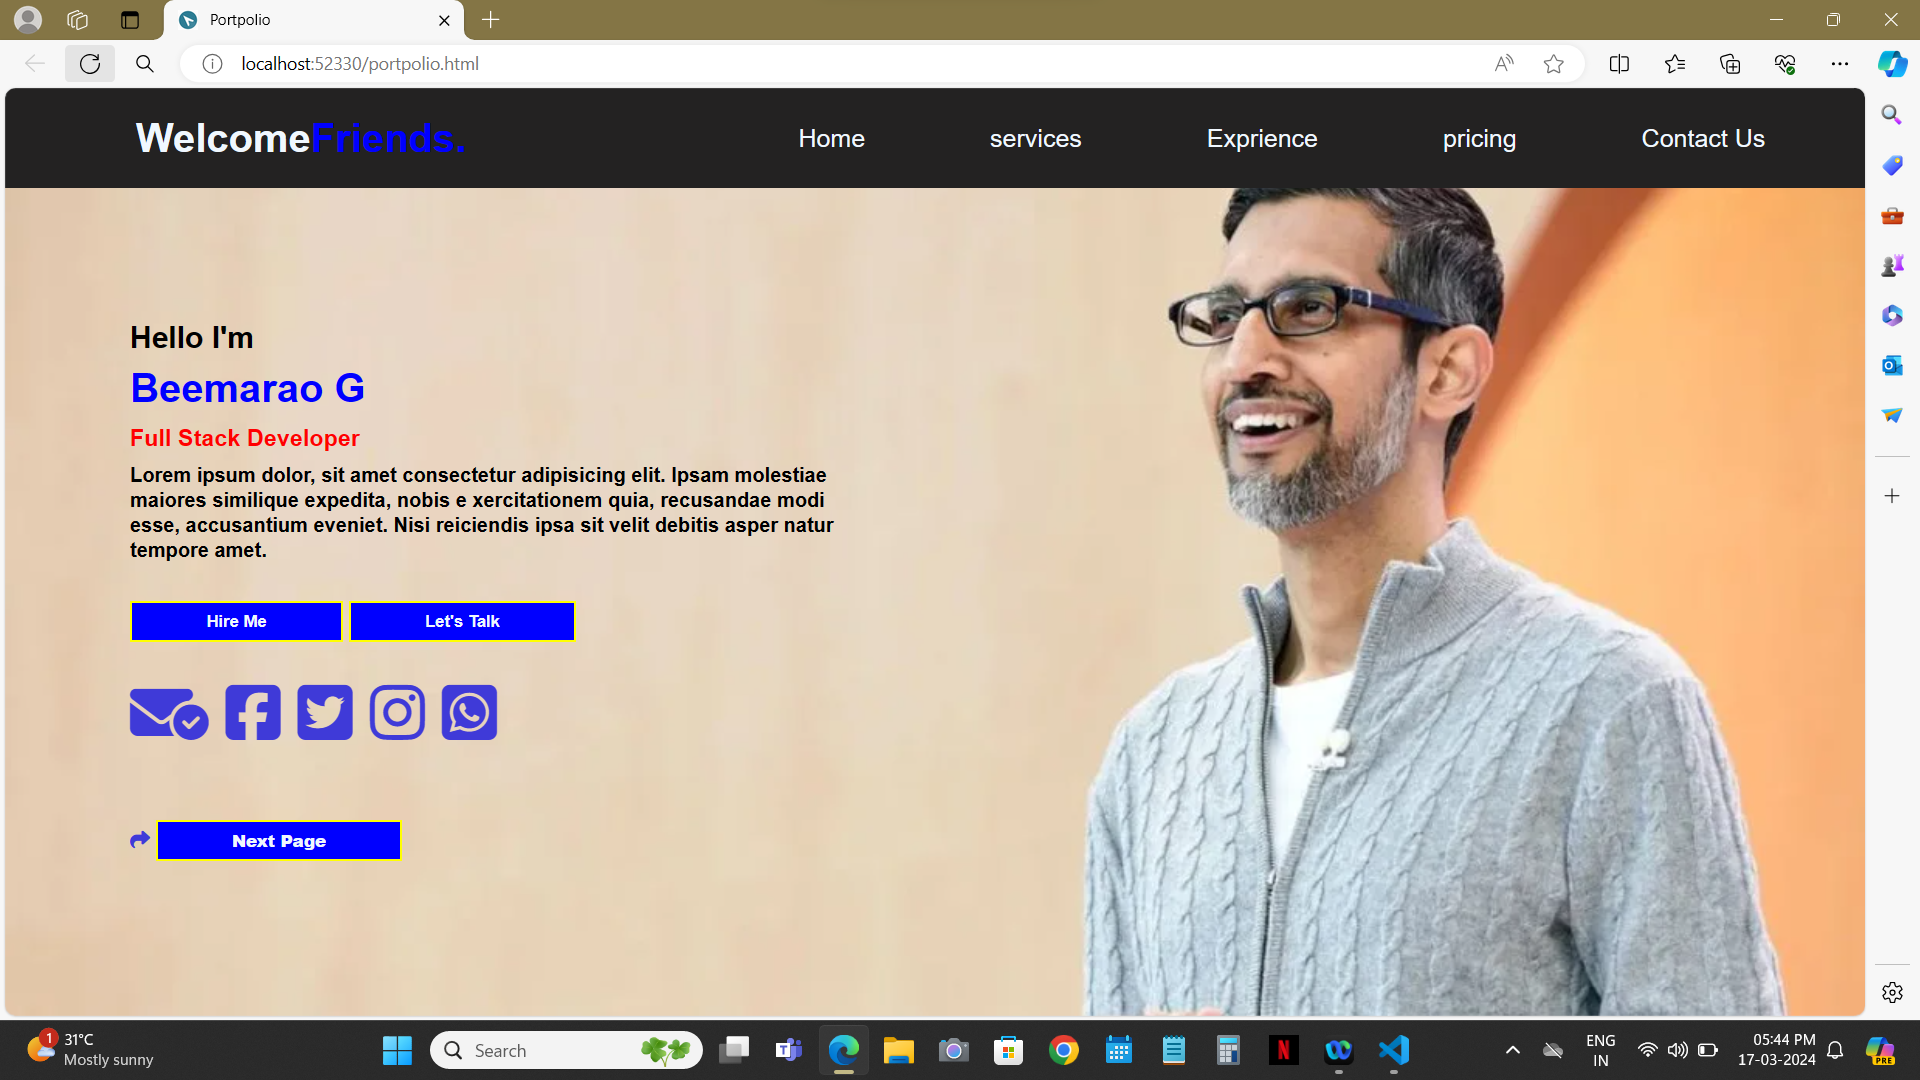 Portpolio
localhost:52330/portpolio.html
WelcomeFriends.
Home
services
Exprience
pricing
Contact Us
Hello I'm
Beemarao G
Full Stack Developer
Lorem ipsum dolor, sit amet consectetur adipisicing elit. Ipsam molestiae
maiores similique expedita, nobis e xercitationem quia, recusandae modi
esse, accusantium eveniet. Nisi reiciendis ipsa sit velit debitis asper natur
tempore amet.
Hire Me
Let's Talk
Next Page
1
31°C
Mostly sunny
Search
ENG
IN
05:44 PM
17-03-2024
PRE